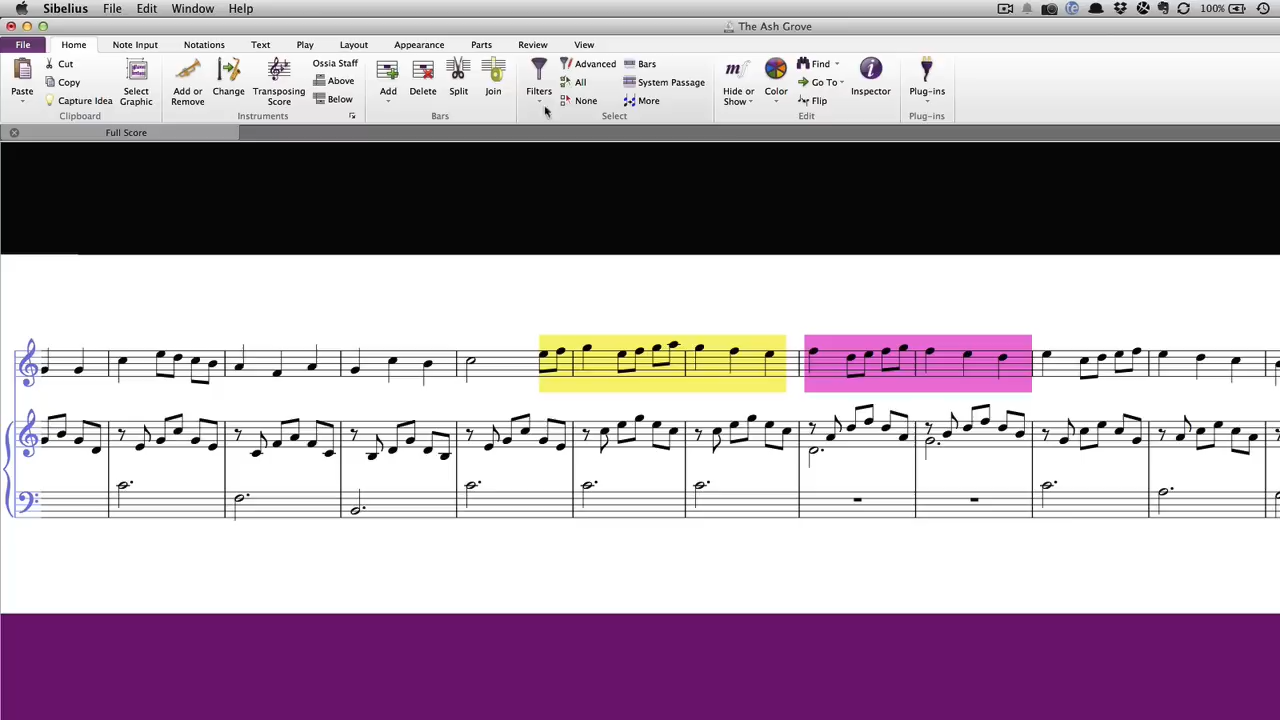 Sibelius File Edit Window Help 100%
The Ash Grove
File Home Note Input Notations Text Play Layout Appearance Parts Review View
Paste Cut Copy Capture Idea Select Graphic
Clipboard
Add or Remove Change Transposing Score Ossia Staff Above Below
Instruments
Add Delete Split Join
Bars
Filters Advanced All None Bars System Passage More
Select
Hide or Show Color Find Go To Flip Inspector
Edit
Plug-ins
Plug-ins
Full Score